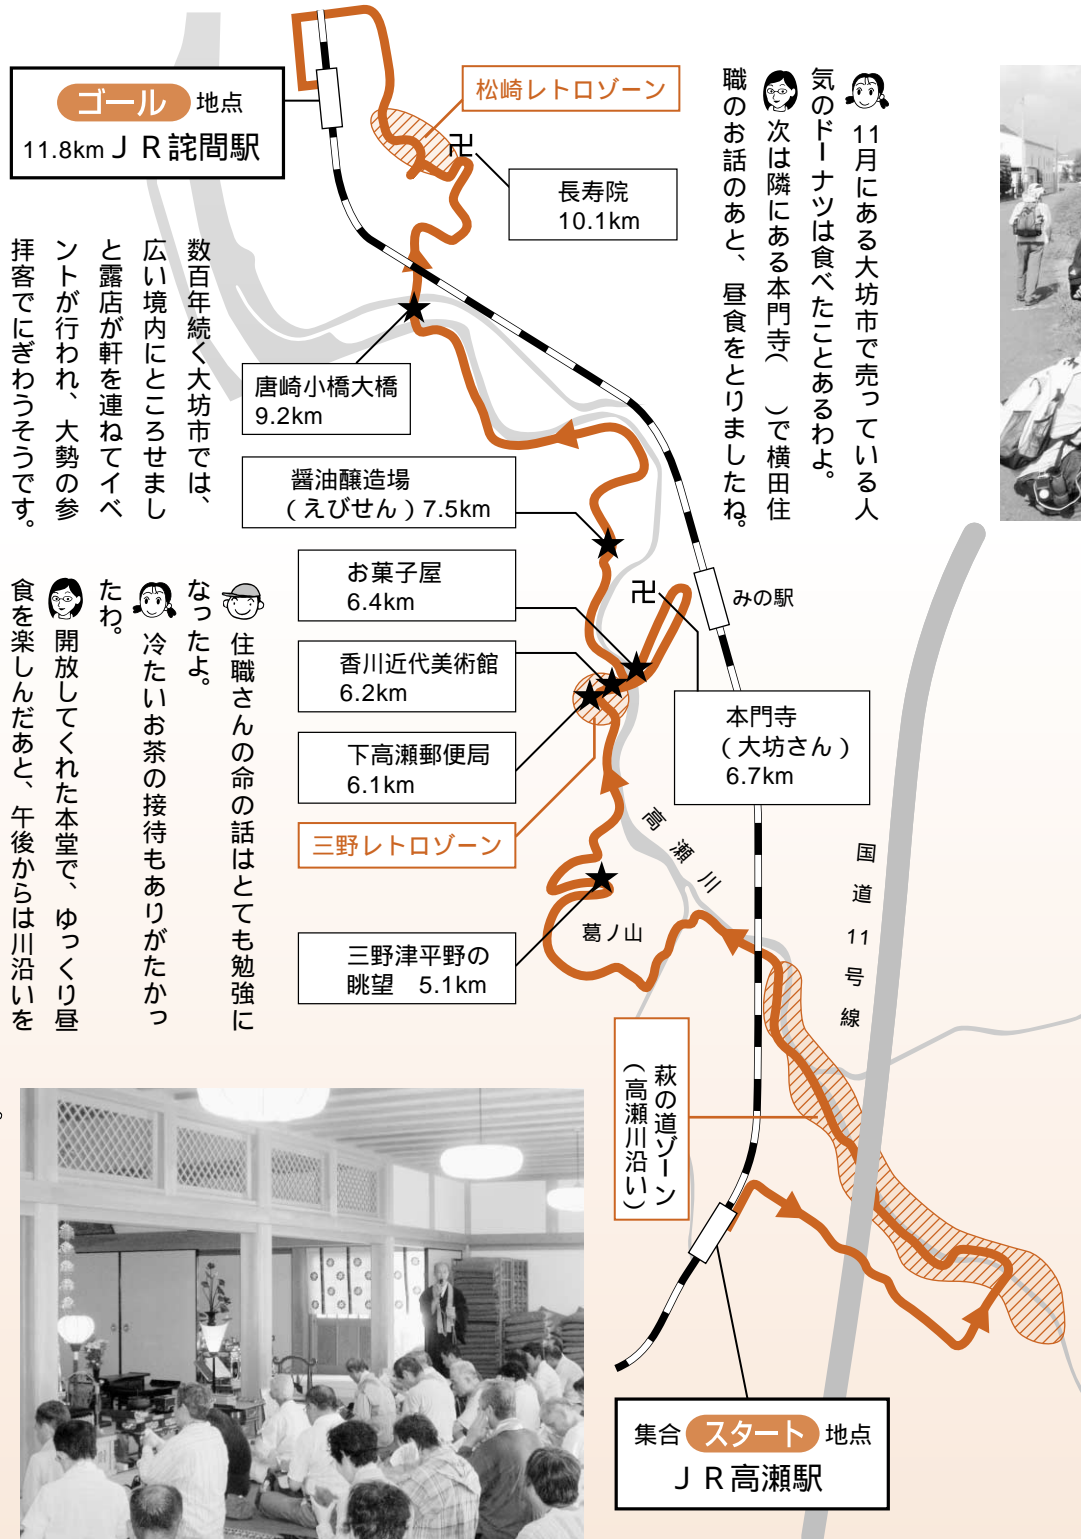 ゴール 地点
11.8km ＪＲ詫間駅
松崎レトロゾーン
卍
長寿院
10.1km
11月にある大坊市で売っている人
気のドーナツは食べたことあるわよ。
次は隣にある本門寺（　）で横田住
職のお話のあと、昼食をとりましたね。
数百年続く大坊市では、
広い境内にところせまし
と露店が軒を連ねてイベ
ントが行われ、大勢の参
拝客でにぎわうそうです。
唐崎小橋大橋
9.2km
醤油醸造場
（えびせん）7.5km
お菓子屋
6.4km
香川近代美術館
6.2km
下高瀬郵便局
6.1km
三野レトロゾーン
三野津平野の
眺望　5.1km
卍
みの駅
本門寺
（大坊さん）
6.7km
高瀬川
葛ノ山
国道11号線
住職さんの命の話はとても勉強に
なったよ。
冷たいお茶の接待もありがたかっ
たわ。
開放してくれた本堂で、ゆっくり昼
食を楽しんだあと、午後からは川沿いを
萩の道ゾーン
（高瀬川沿い）
集合 スタート 地点
ＪＲ高瀬駅
。